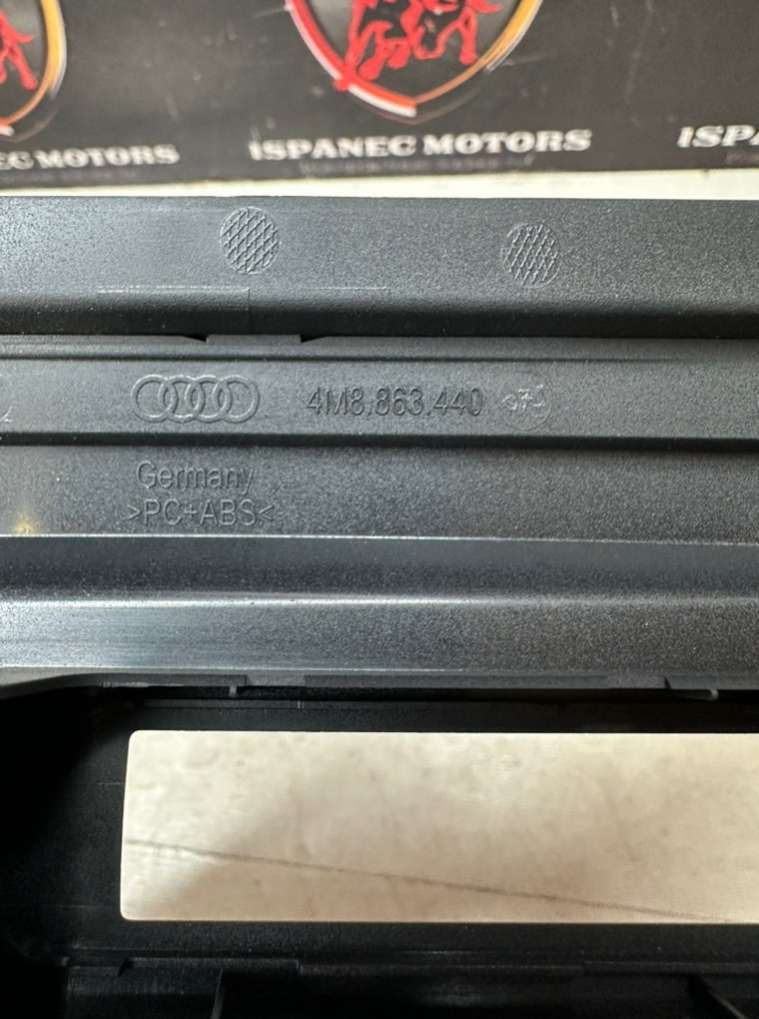 EC MOTORS
ISPANEC MOTORS
ISPA
4M8.863.440
Germany
>PC+ABS<